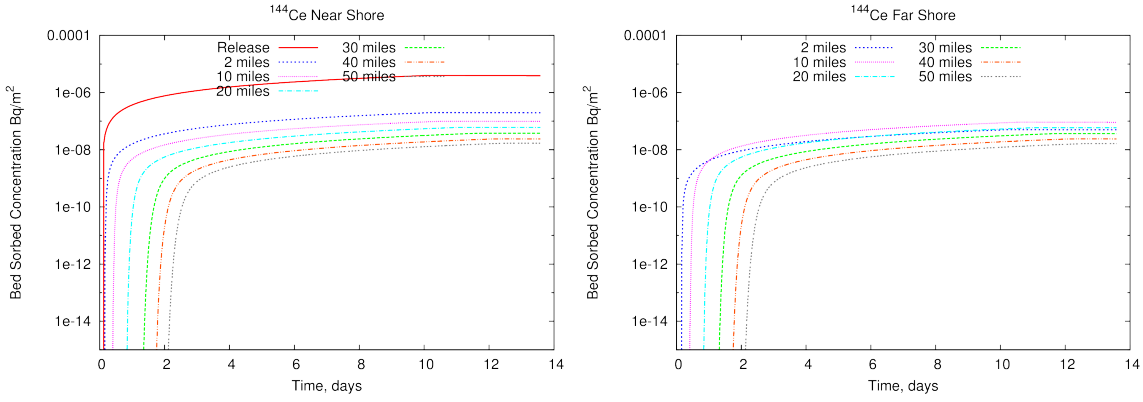 ¹⁴⁴Ce Near Shore
Release
2 miles
10 miles
20 miles
30 miles
40 miles
50 miles
0.0001
1e-06
1e-08
1e-10
1e-12
1e-14
Bed Sorbed Concentration Bq/m²
0 2 4 6 8 10 12 14
Time, days
¹⁴⁴Ce Far Shore
2 miles
10 miles
20 miles
30 miles
40 miles
50 miles
0.0001
1e-06
1e-08
1e-10
1e-12
1e-14
Bed Sorbed Concentration Bq/m²
0 2 4 6 8 10 12 14
Time, days